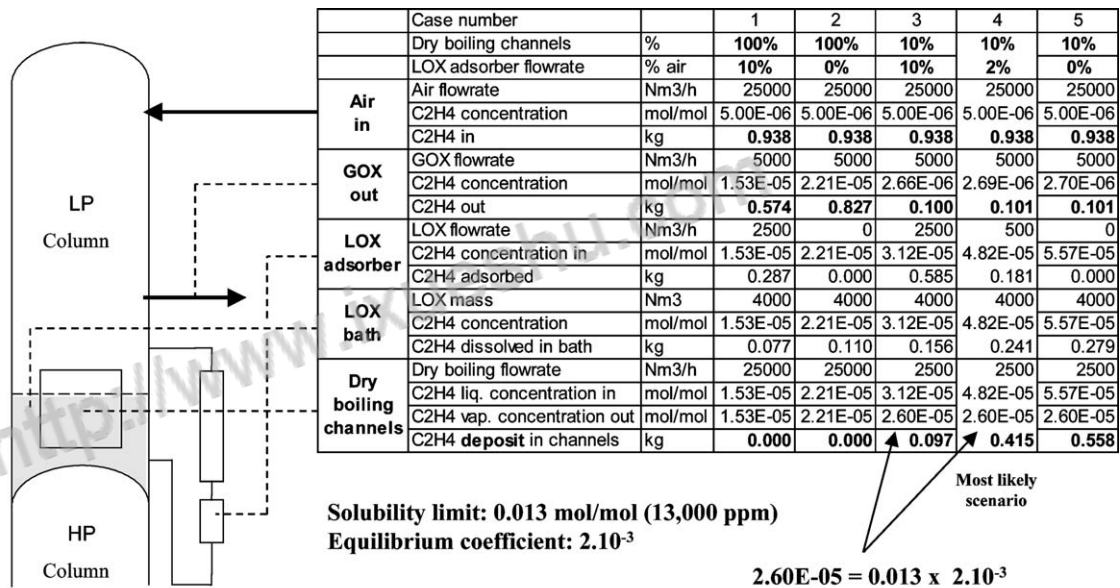 Case number 1 2 3 4 5
Dry boiling channels % 100% 100% 10% 10% 10%
LOX adsorber flowrate % air 10% 0% 10% 2% 0%
Air in
Air flowrate Nm3/h 25000 25000 25000 25000 25000
C2H4 concentration mol/mol 5.00E-06 5.00E-06 5.00E-06 5.00E-06 5.00E-06
C2H4 in kg 0.938 0.938 0.938 0.938 0.938
GOX out
GOX flowrate Nm3/h 5000 5000 5000 5000 5000
C2H4 concentration mol/mol 1.53E-05 2.21E-05 2.66E-06 2.69E-06 2.70E-06
C2H4 out kg 0.574 0.827 0.100 0.101 0.101
LOX adsorber
LOX flowrate Nm3/h 2500 0 2500 500 0
C2H4 concentration in mol/mol 1.53E-05 2.21E-05 3.12E-05 4.82E-05 5.57E-05
C2H4 adsorbed kg 0.287 0.000 0.585 0.181 0.000
LOX bath
LOX mass Nm3 4000 4000 4000 4000 4000
C2H4 concentration mol/mol 1.53E-05 2.21E-05 3.12E-05 4.82E-05 5.57E-05
C2H4 dissolved in bath kg 0.077 0.110 0.156 0.241 0.279
Dry boiling channels
Dry boiling flowrate Nm3/h 25000 25000 2500 2500 2500
C2H4 liq. concentration in mol/mol 1.53E-05 2.21E-05 3.12E-05 4.82E-05 5.57E-05
C2H4 vap. concentration out mol/mol 1.53E-05 2.21E-05 2.60E-05 2.60E-05 2.60E-05
C2H4 deposit in channels kg 0.000 0.000 0.097 0.415 0.558
LP
Column
HP
Column
Most likely
scenario
Solubility limit: 0.013 mol/mol (13,000 ppm)
Equilibrium coefficient: 2.10-3
2.60E-05 = 0.013 x 2.10-3
http://www.ixueshu.com